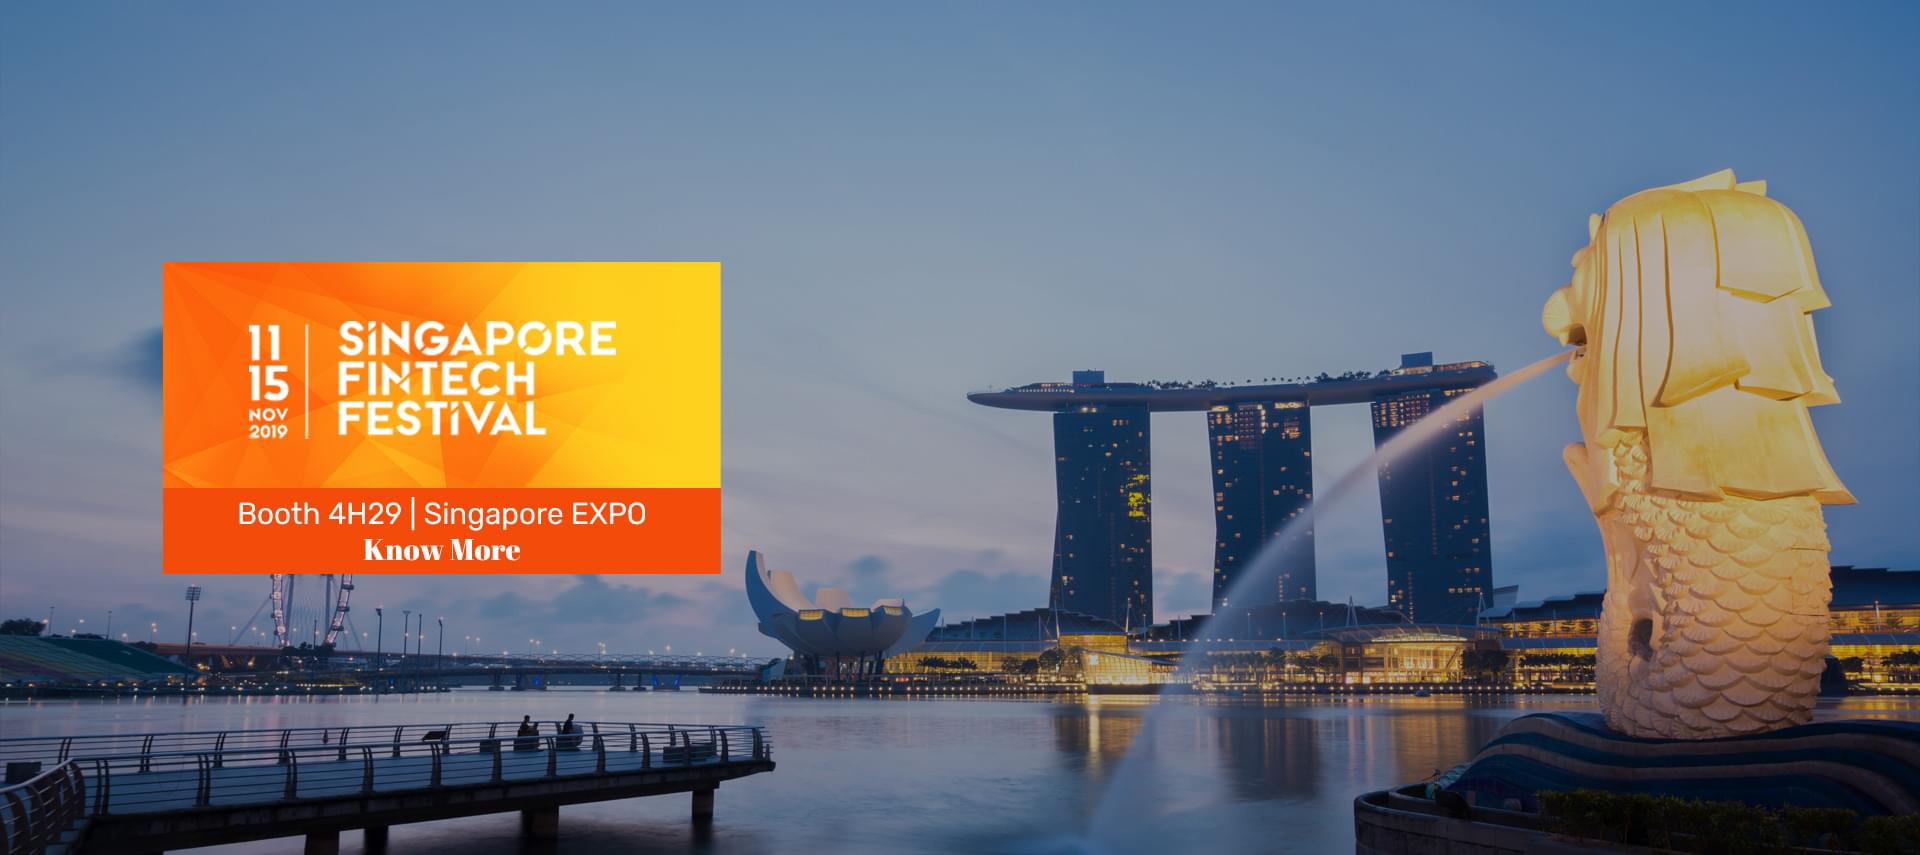 11
15
NOV
2019
SINGAPORE
FINTECH
FESTIVAL
Booth 4H29 | Singapore EXPO
Know More